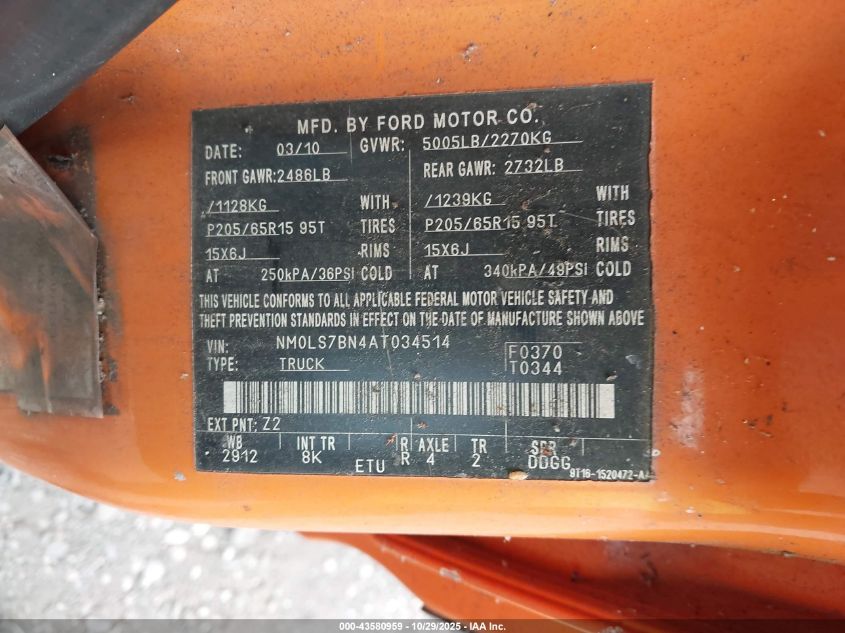 MFD. BY FORD MOTOR CO.
DATE: 03/10 GVWR: 5005LB/2270KG
FRONT GAWR: 2486LB REAR GAWR: 2732LB
/1128KG WITH /1239KG WITH
P205/65R15 95T TIRES P205/65R15 95T TIRES
15X6J RIMS 15X6J RIMS
AT 250kPA/36PSI COLD AT 340kPA/49PSI COLD
THIS VEHICLE CONFORMS TO ALL APPLICABLE FEDERAL MOTOR VEHICLE SAFETY AND
THEFT PREVENTION STANDARDS IN EFFECT ON THE DATE OF MANUFACTURE SHOWN ABOVE
VIN: NM0LS7BN4AT034514 F0370
TYPE: TRUCK T0344
EXT PNT: Z2
WB INT TR R AXLE TR SPR
2912 8K ETU R 4 2 DDGG
9T16-1520472-A
000-43580959 - 10/29/2025 - IAA Inc.